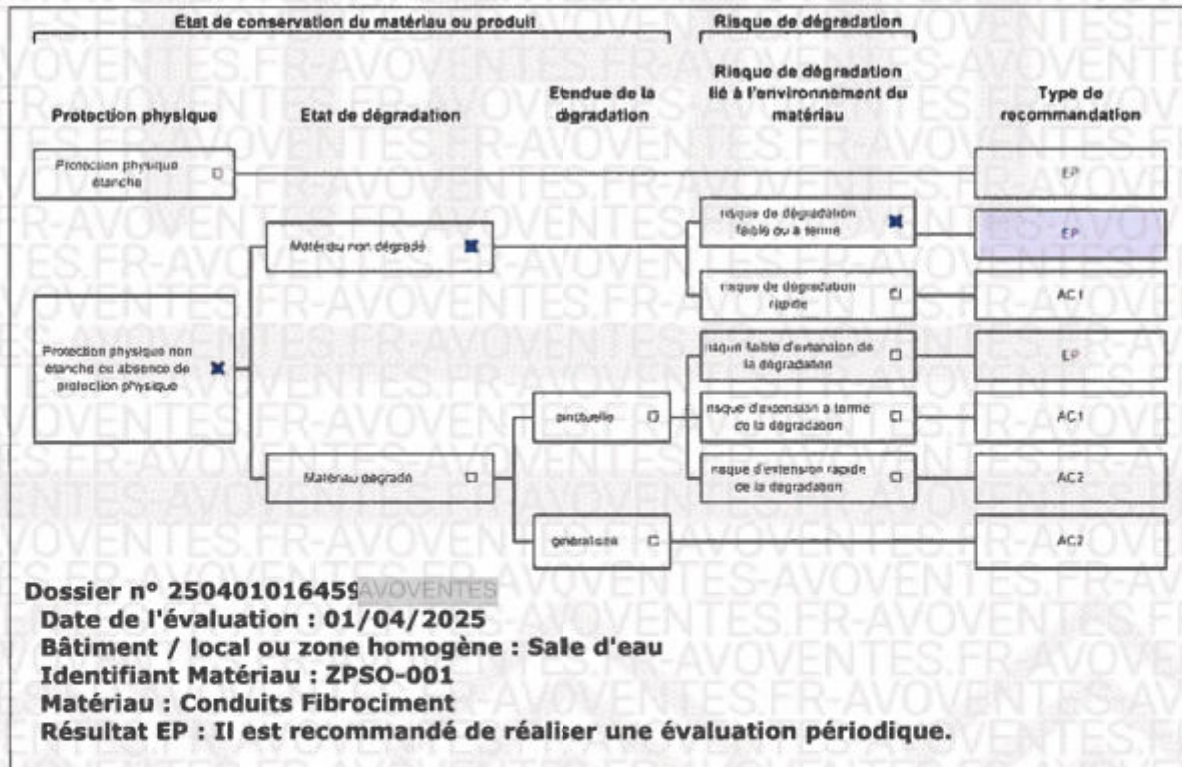 État de conservation du matériau ou produit
Risque de dégradation
Protection physique
Etat de dégradation
Etendue de la
dégradation
Risque de dégradation
lié à l'environnement du
matériau
Type de
recommandation
Protection physique
étanche
EP
Matériau non dégradé
risque de dégradation
faible ou à terme
EP
risque de dégradation
rapide
AC1
Protection physique non
étanche ou absence de
protection physique
risque faible d'extension de
la dégradation
EP
ponctuelle
risque d'extension à terme
de la dégradation
AC1
Matériau dégradé
risque d'extension rapide
de la dégradation
AC2
généralisée
AC2
Dossier n° 250401016459
AVOVENTES
Date de l'évaluation : 01/04/2025
Bâtiment / local ou zone homogène : Salle d'eau
Identifiant Matériau : ZPSO-001
Matériau : Conduits Fibrociment
Résultat EP : Il est recommandé de réaliser une évaluation périodique.